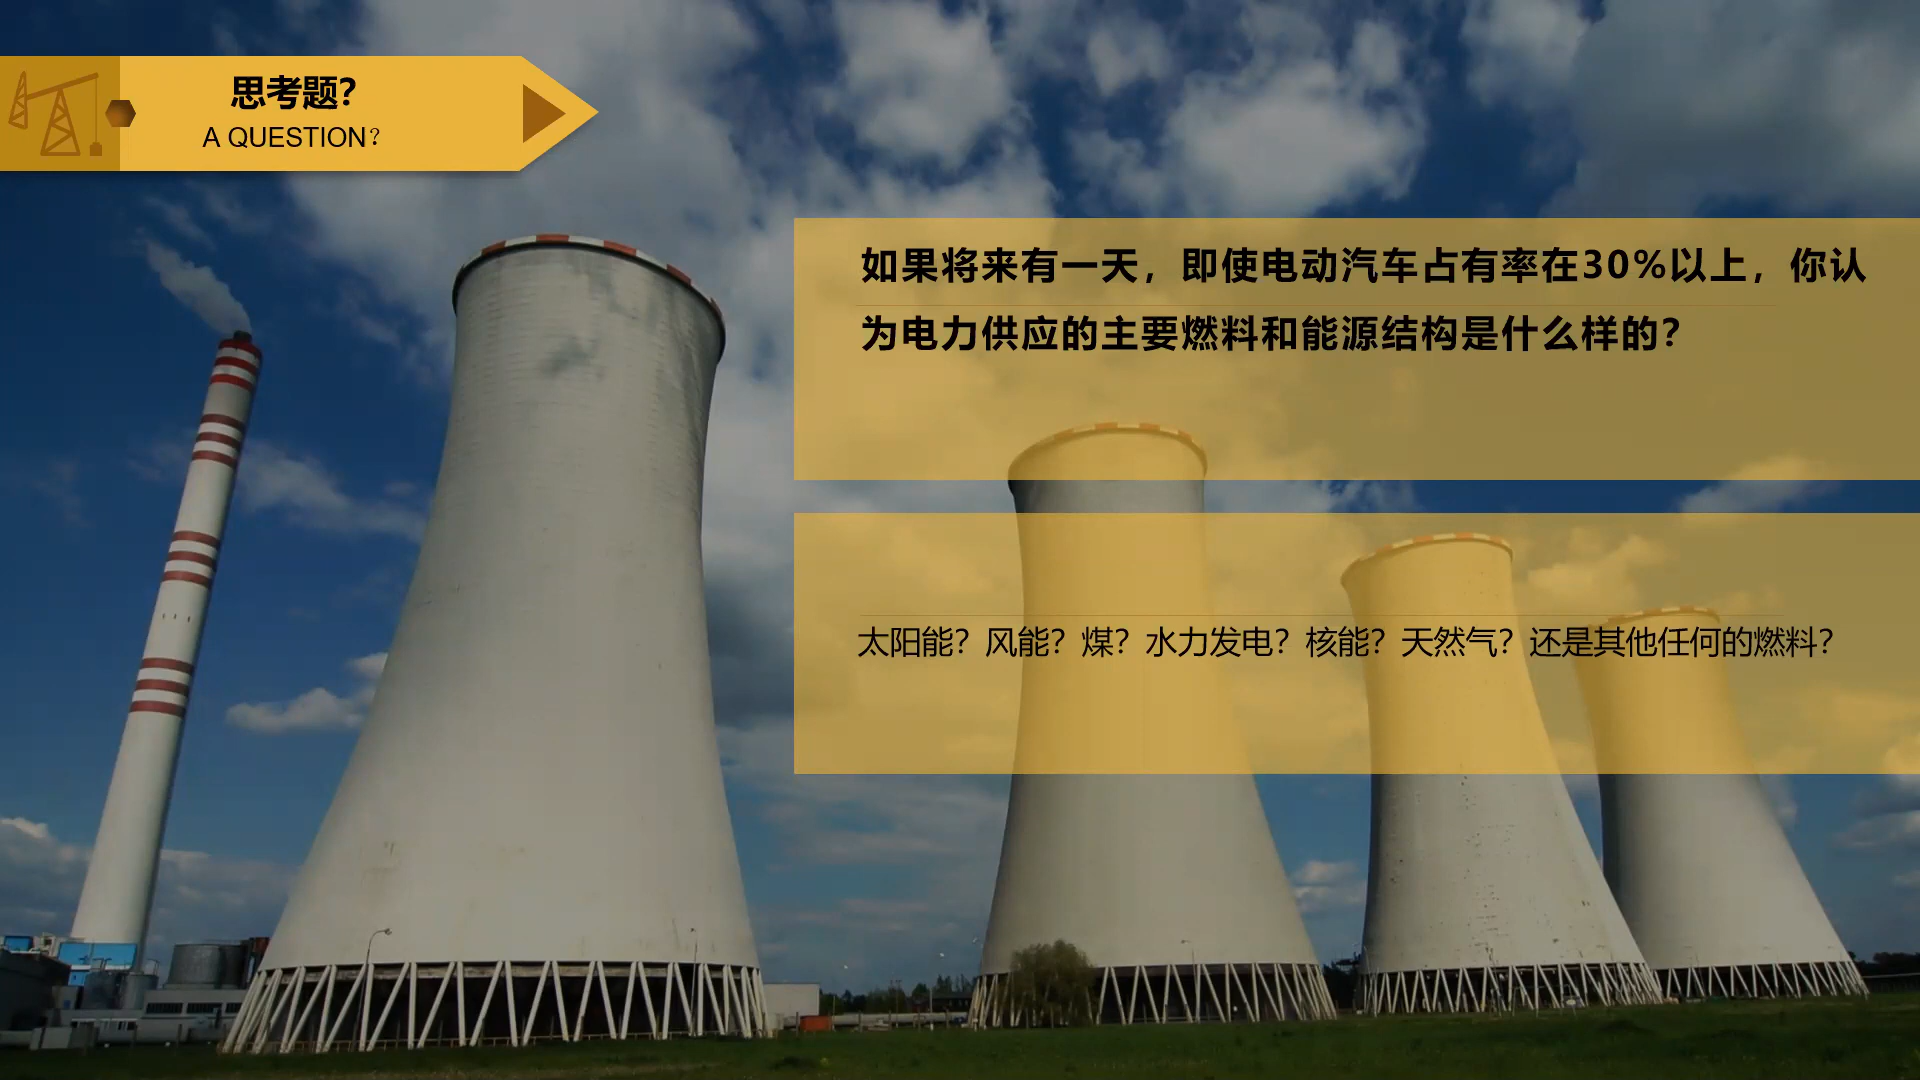 思考题？
A QUESTION？
如果将来有一天，即使电动汽车占有率在30%以上，你认
为电力供应的主要燃料和能源结构是什么样的？
太阳能？风能？煤？水力发电？核能？天然气？还是其他任何的燃料？